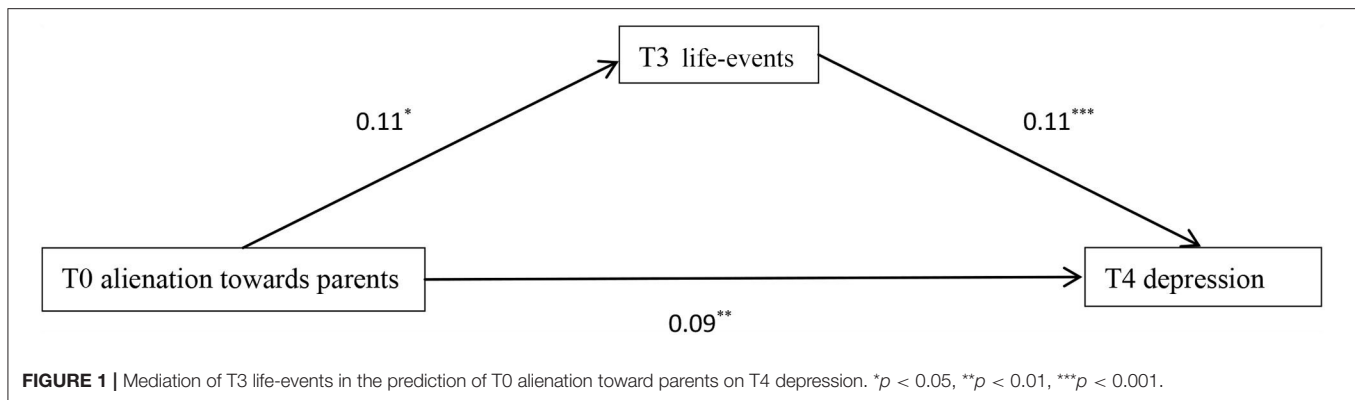 T3 life-events
0.11*
0.11***
T0 alienation towards parents
T4 depression
0.09**
FIGURE 1 | Mediation of T3 life-events in the prediction of T0 alienation toward parents on T4 depression. *p < 0.05, **p < 0.01, ***p < 0.001.